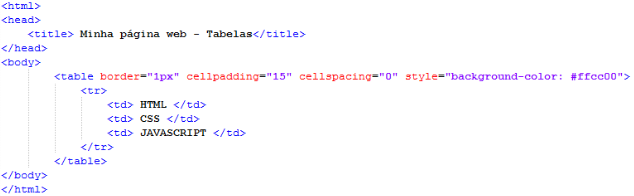 <html>
<head>
<title> Minha página web - Tabelas</title>
</head>
<body>
<table border="1px" cellpadding="15" cellspacing="0" style="background-color: #ffcc00">
<tr>
<td> HTML </td>
<td> CSS </td>
<td> JAVASCRIPT </td>
</tr>
</table>
</body>
</html>